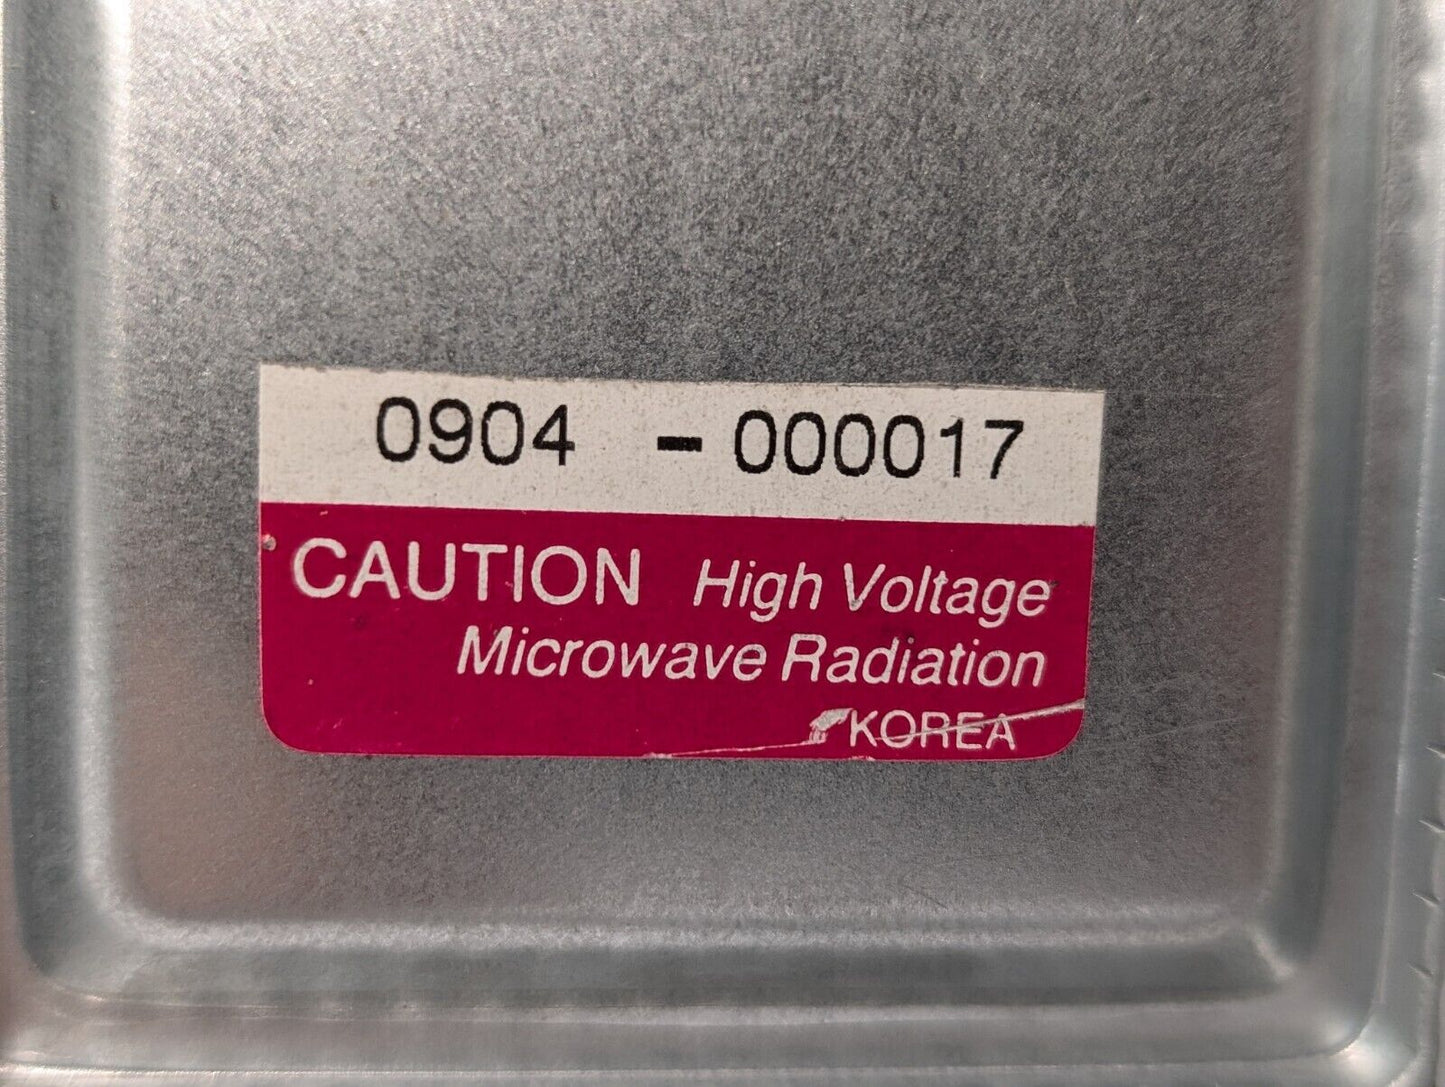 0904 - 000017
CAUTION High Voltage
Microwave Radiation
KOREA